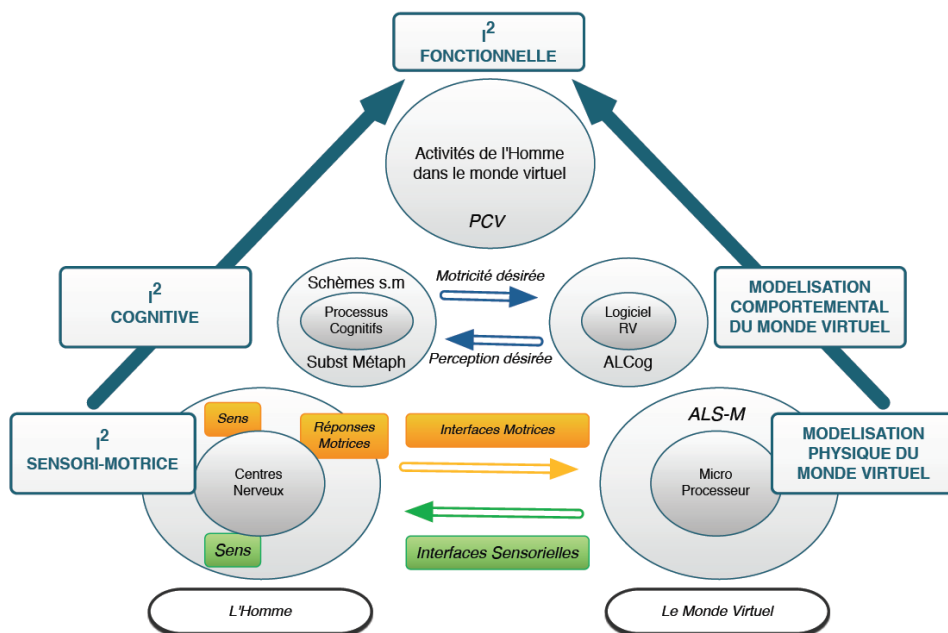 I²
FONCTIONNELLE
Activités de l'Homme
dans le monde virtuel
PCV
I²
COGNITIVE
Schèmes s.m
Processus
Cognitifs
Subst Métaph
Motricité désirée
Perception désirée
Logiciel
RV
ALCog
MODELISATION
COMPORTEMENTAL
DU MONDE VIRTUEL
I²
SENSORI-MOTRICE
Sens
Réponses
Motrices
Centres
Nerveux
Sens
Interfaces Motrices
Interfaces Sensorielles
ALS-M
Micro
Processeur
MODELISATION
PHYSIQUE DU
MONDE VIRTUEL
L'Homme
Le Monde Virtuel